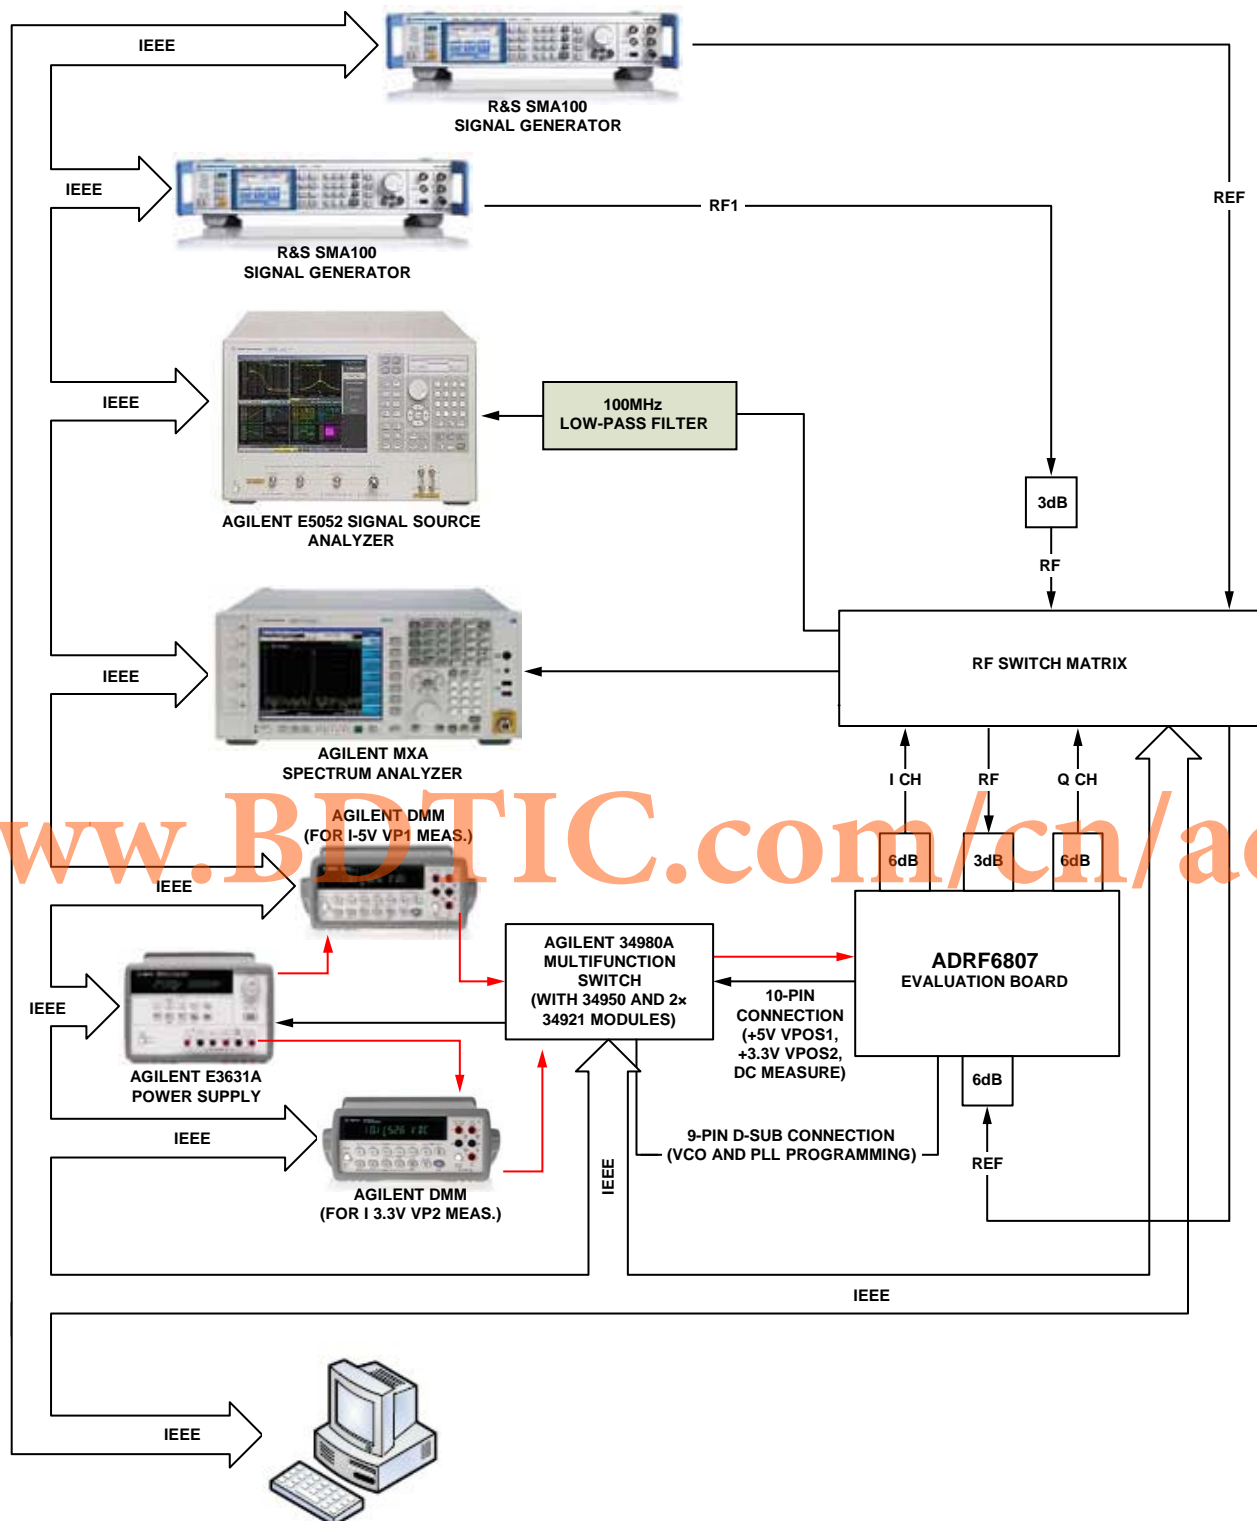 IEEE
R&S SMA100
SIGNAL GENERATOR
IEEE
REF
RF1
R&S SMA100
SIGNAL GENERATOR
IEEE
100MHz
LOW-PASS FILTER
3dB
AGILENT E5052 SIGNAL SOURCE
ANALYZER
RF
IEEE
RF SWITCH MATRIX
AGILENT MXA
SPECTRUM ANALYZER
I CH
RF
Q CH
www.BDTIC.com/cn/ad
AGILENT DMM
(FOR I-5V VP1 MEAS.)
6dB
3dB
6dB
IEEE
AGILENT 34980A
MULTIFUNCTION
SWITCH
(WITH 34950 AND 2×
34921 MODULES)
ADRF6807
EVALUATION BOARD
IEEE
10-PIN
CONNECTION
(+5V VPOS1,
+3.3V VPOS2,
DC MEASURE)
AGILENT E3631A
POWER SUPPLY
6dB
IEEE
9-PIN D-SUB CONNECTION
(VCO AND PLL PROGRAMMING)
REF
IEEE
AGILENT DMM
(FOR I 3.3V VP2 MEAS.)
IEEE
IEEE